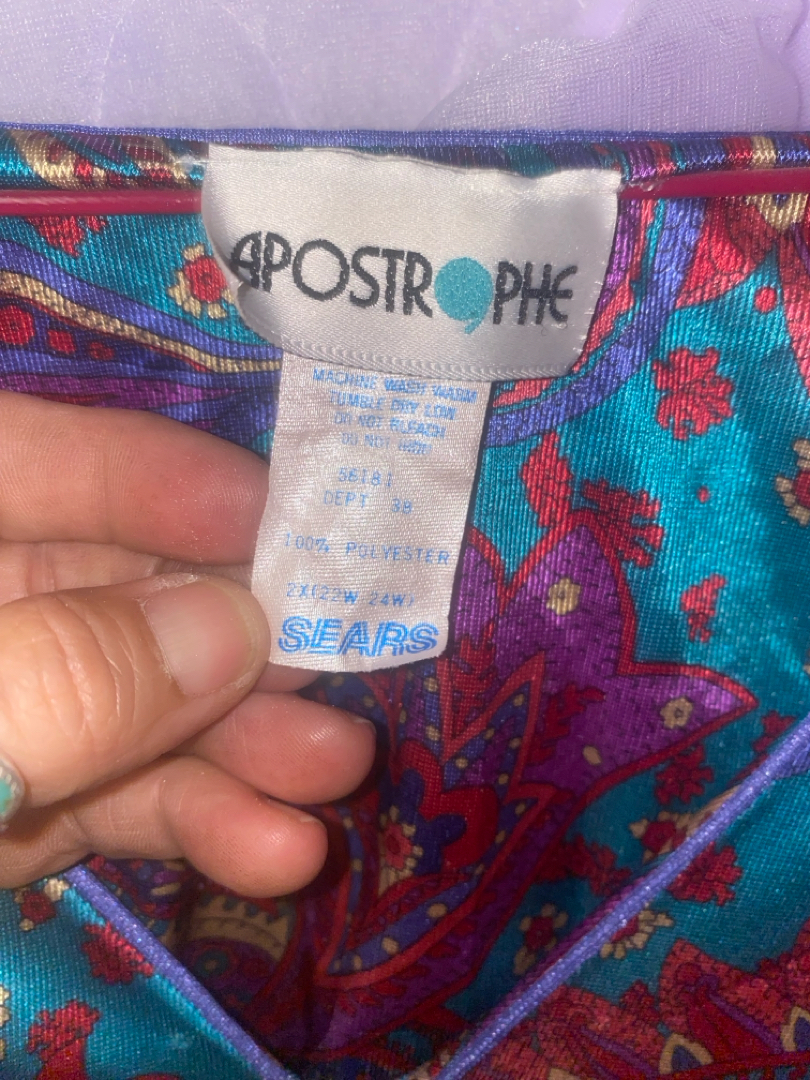 APOSTROPHE
MACHINE WASH WARM
TUMBLE DRY LOW
DO NOT BLEACH
DO NOT IRON
56181
DEPT 38
100% POLYESTER
2X(22W 24W)
SEARS